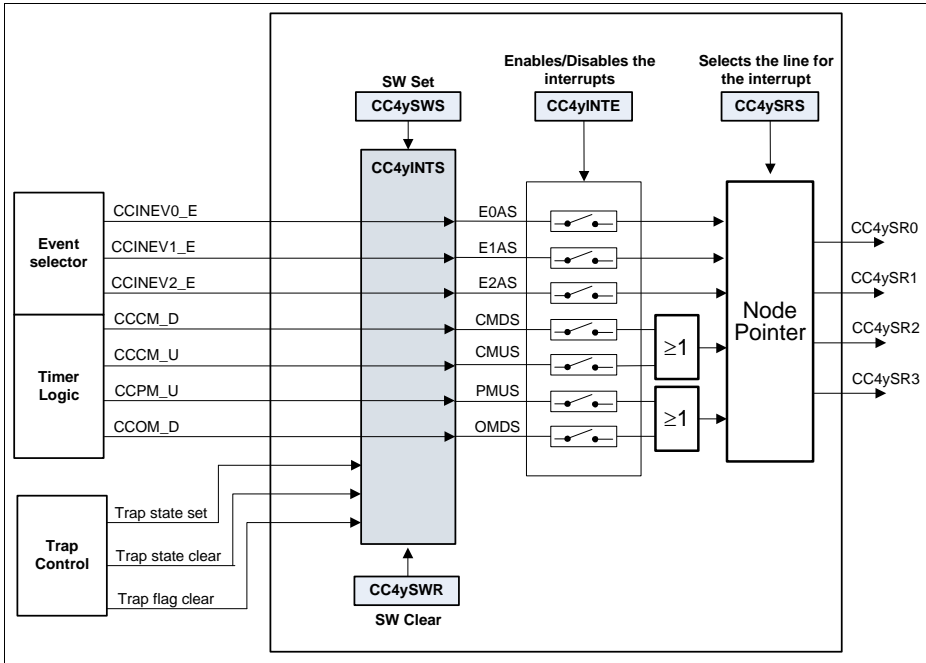 Enables/Disables the
interrupts
Selects the line for
the interrupt
SW Set
CC4ySWS
CC4yINTE
CC4ySRS
CC4yINTS
Event
selector
CCINEV0_E
CCINEV1_E
CCINEV2_E
E0AS
E1AS
E2AS
Timer
Logic
CCCM_D
CCCM_U
CCPM_U
CCOM_D
CMDS
CMUS
PMUS
OMDS
≥1
≥1
Node
Pointer
CC4ySR0
CC4ySR1
CC4ySR2
CC4ySR3
Trap
Control
Trap state set
Trap state clear
Trap flag clear
CC4ySWR
SW Clear